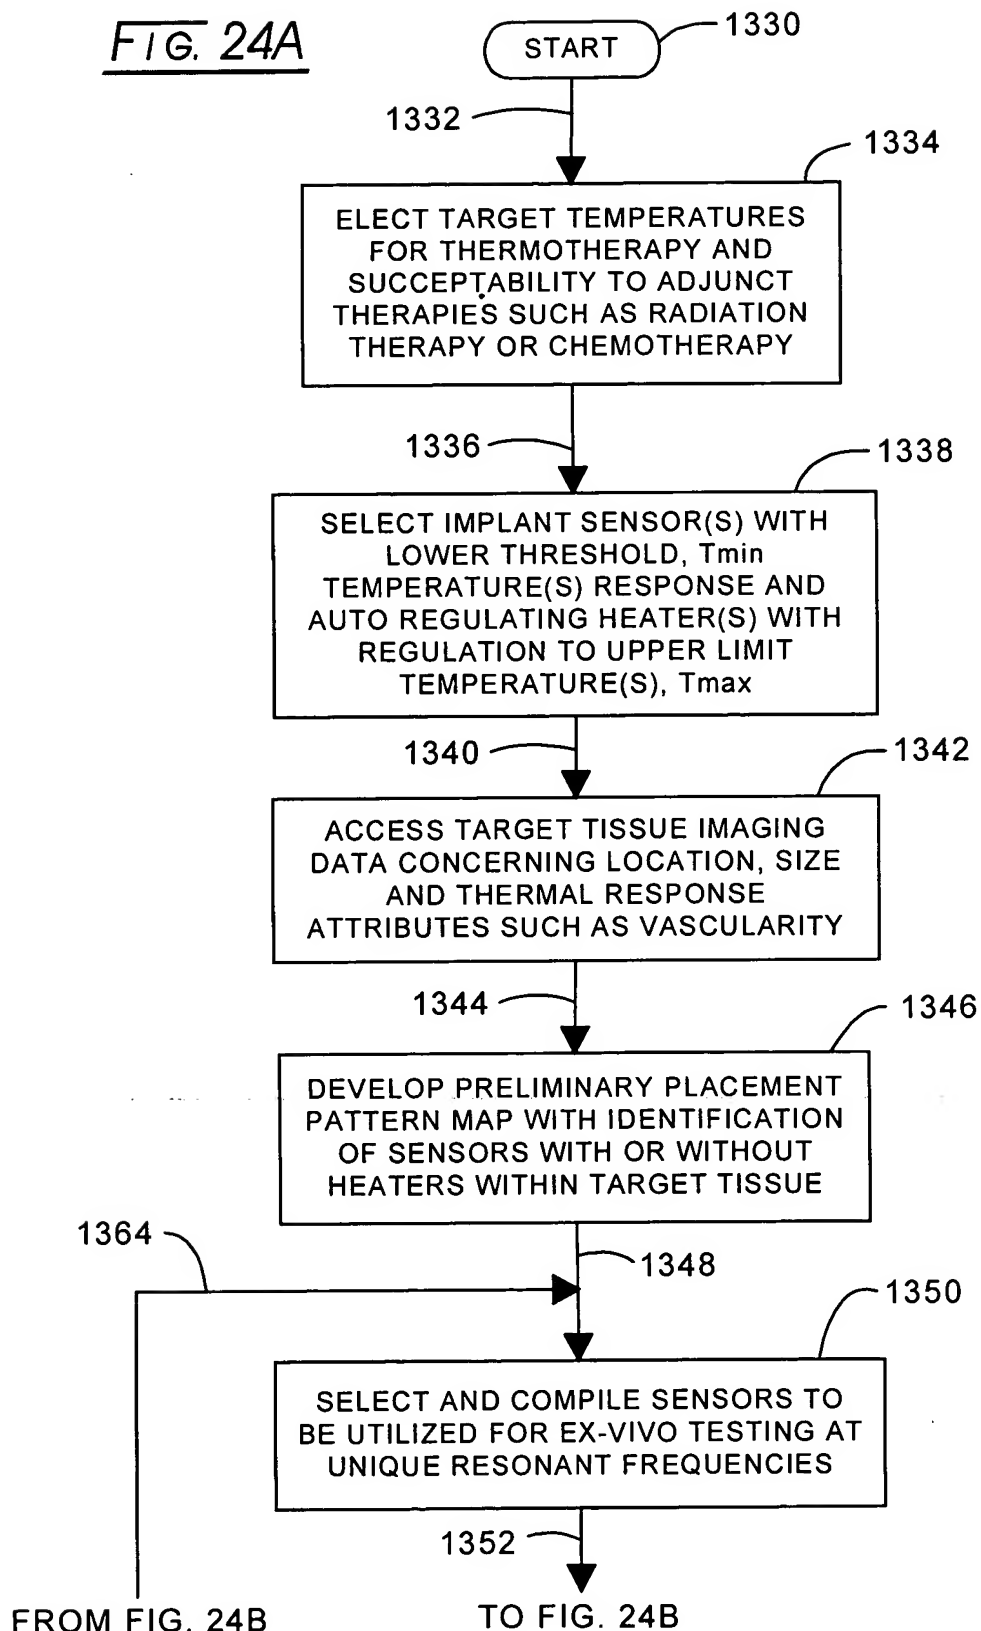 FIG. 24A
START
1330
1332
1334
ELECT TARGET TEMPERATURES
FOR THERMOTHERAPY AND
SUCCEPTABILITY TO ADJUNCT
THERAPIES SUCH AS RADIATION
THERAPY OR CHEMOTHERAPY
1336
1338
SELECT IMPLANT SENSOR(S) WITH
LOWER THRESHOLD, Tmin
TEMPERATURE(S) RESPONSE AND
AUTO REGULATING HEATER(S) WITH
REGULATION TO UPPER LIMIT
TEMPERATURE(S), Tmax
1340
1342
ACCESS TARGET TISSUE IMAGING
DATA CONCERNING LOCATION, SIZE
AND THERMAL RESPONSE
ATTRIBUTES SUCH AS VASCULARITY
1344
1346
DEVELOP PRELIMINARY PLACEMENT
PATTERN MAP WITH IDENTIFICATION
OF SENSORS WITH OR WITHOUT
HEATERS WITHIN TARGET TISSUE
1364
1348
1350
SELECT AND COMPILE SENSORS TO
BE UTILIZED FOR EX-VIVO TESTING AT
UNIQUE RESONANT FREQUENCIES
1352
FROM FIG. 24B
TO FIG. 24B